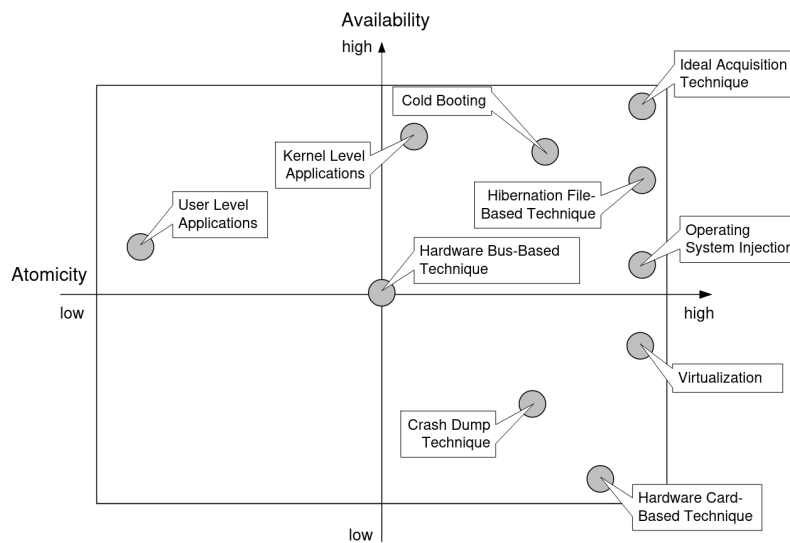 Availability
high
Ideal Acquisition
Technique
Cold Booting
Kernel Level
Applications
Hibernation File-
Based Technique
User Level
Applications
Operating
System Injection
Hardware Bus-Based
Technique
Atomicity
low
high
Virtualization
Crash Dump
Technique
Hardware Card-
Based Technique
low